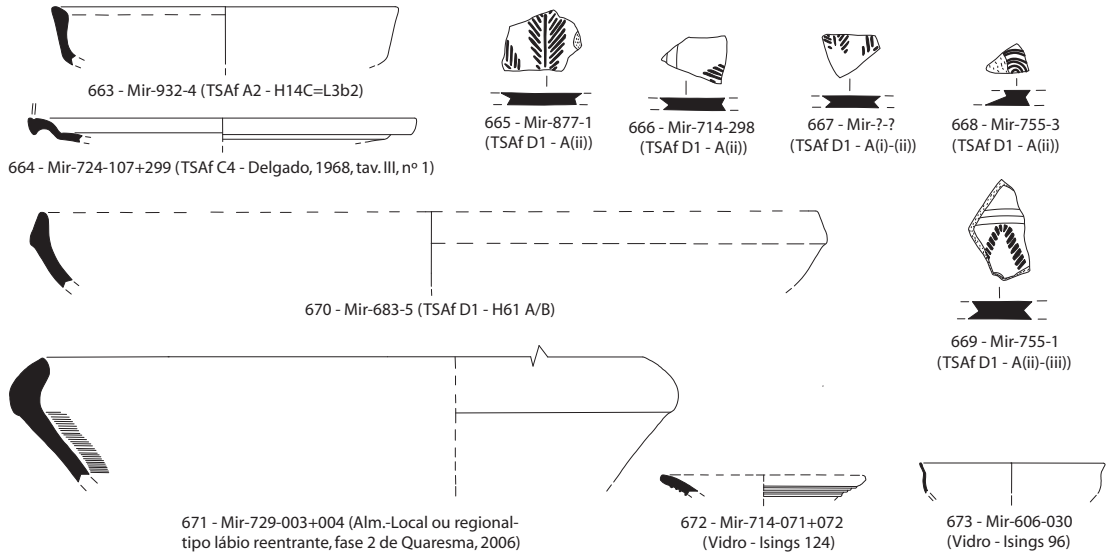 663 - Mir-932-4 (TSAf A2 - H14C=L3b2)
664 - Mir-724-107+299 (TSAf C4 - Delgado, 1968, tav. III, nº 1)
665 - Mir-877-1
(TSAf D1 - A(ii))
666 - Mir-714-298
(TSAf D1 - A(ii))
667 - Mir-?-?
(TSAf D1 - A(i)-(ii))
668 - Mir-755-3
(TSAf D1 - A(ii))
669 - Mir-755-1
(TSAf D1 - A(ii)-(iii))
670 - Mir-683-5 (TSAf D1 - H61 A/B)
671 - Mir-729-003+004 (Alm.-Local ou regional-
tipo lábio reentrante, fase 2 de Quaresma, 2006)
672 - Mir-714-071+072
(Vidro - Isings 124)
673 - Mir-606-030
(Vidro - Isings 96)